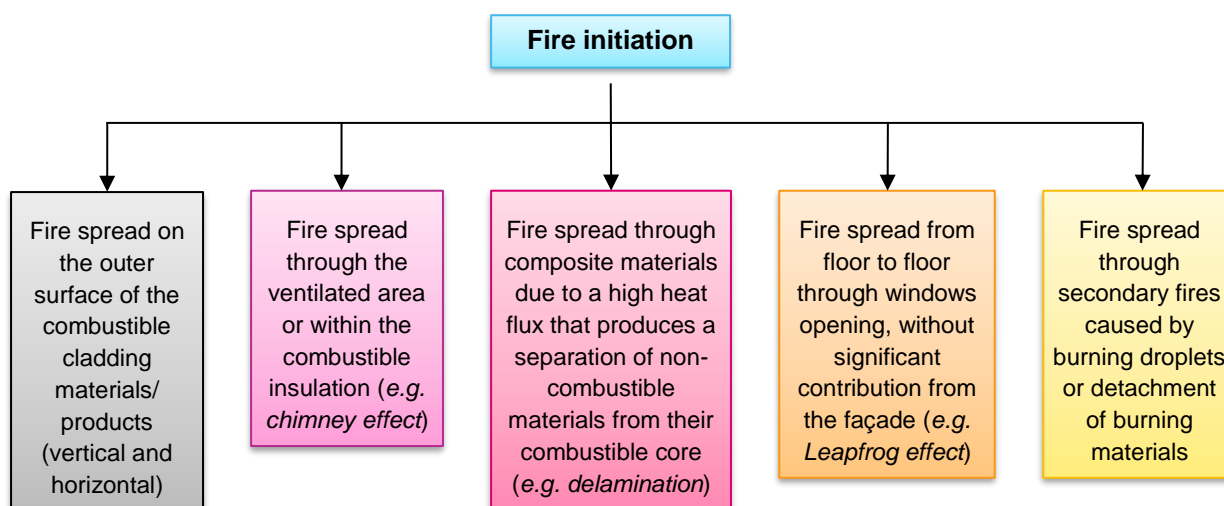 Fire initiation
Fire spread on
the outer
surface of the
combustible
cladding
materials/
products
(vertical and
horizontal)
Fire spread
through the
ventilated area
or within the
combustible
insulation (e.g.
chimney effect)
Fire spread through
composite materials
due to a high heat
flux that produces a
separation of non-
combustible
materials from their
combustible core
(e.g. delamination)
Fire spread from
floor to floor
through windows
opening, without
significant
contribution from
the façade (e.g.
Leapfrog effect)
Fire spread
through
secondary fires
caused by
burning droplets
or detachment
of burning
materials